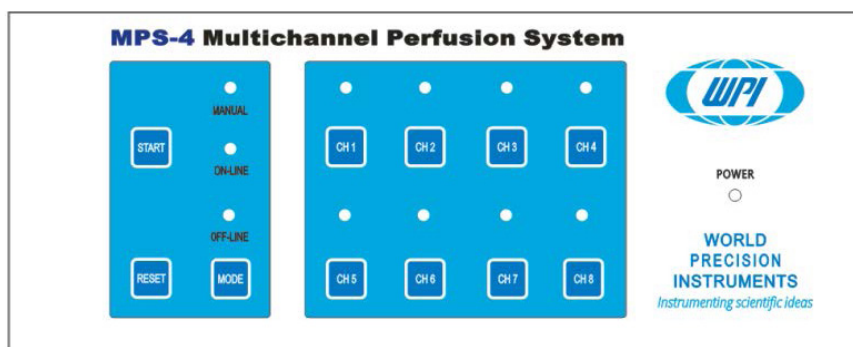 MPS-4 Multichannel Perfusion System
MANUAL
START
ON-LINE
OFF-LINE
RESET
MODE
CH 1
CH 2
CH 3
CH 4
CH 5
CH 6
CH 7
CH 8
WPI
POWER
WORLD
PRECISION
INSTRUMENTS
Instrumenting scientific ideas